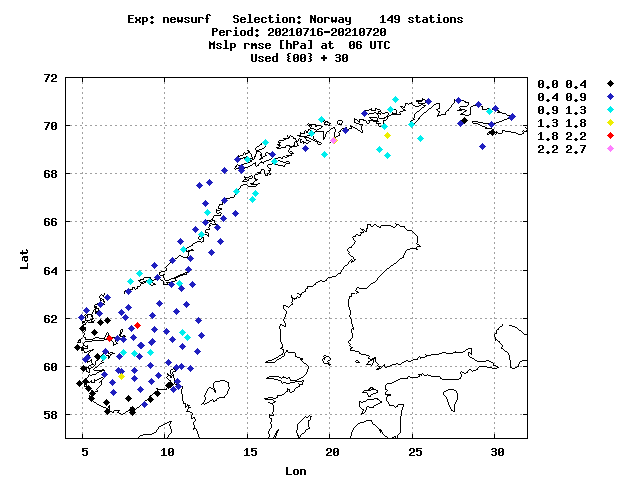 Exp: newsurf Selection: Norway 149 stations
Period: 20210716-20210720
Mslp rmse [hPa] at 06 UTC
Used {00} + 30
0.0 0.4
0.4 0.9
0.9 1.3
1.3 1.8
1.8 2.2
2.2 2.7
72
70
68
66
64
62
60
58
Lat
5 10 15 20 25 30
Lon